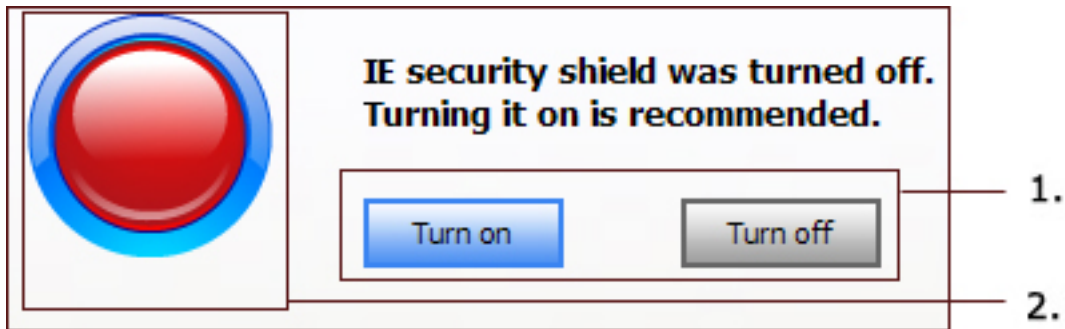 IE security shield was turned off.
Turning it on is recommended.
Turn on Turn off
1.
2.